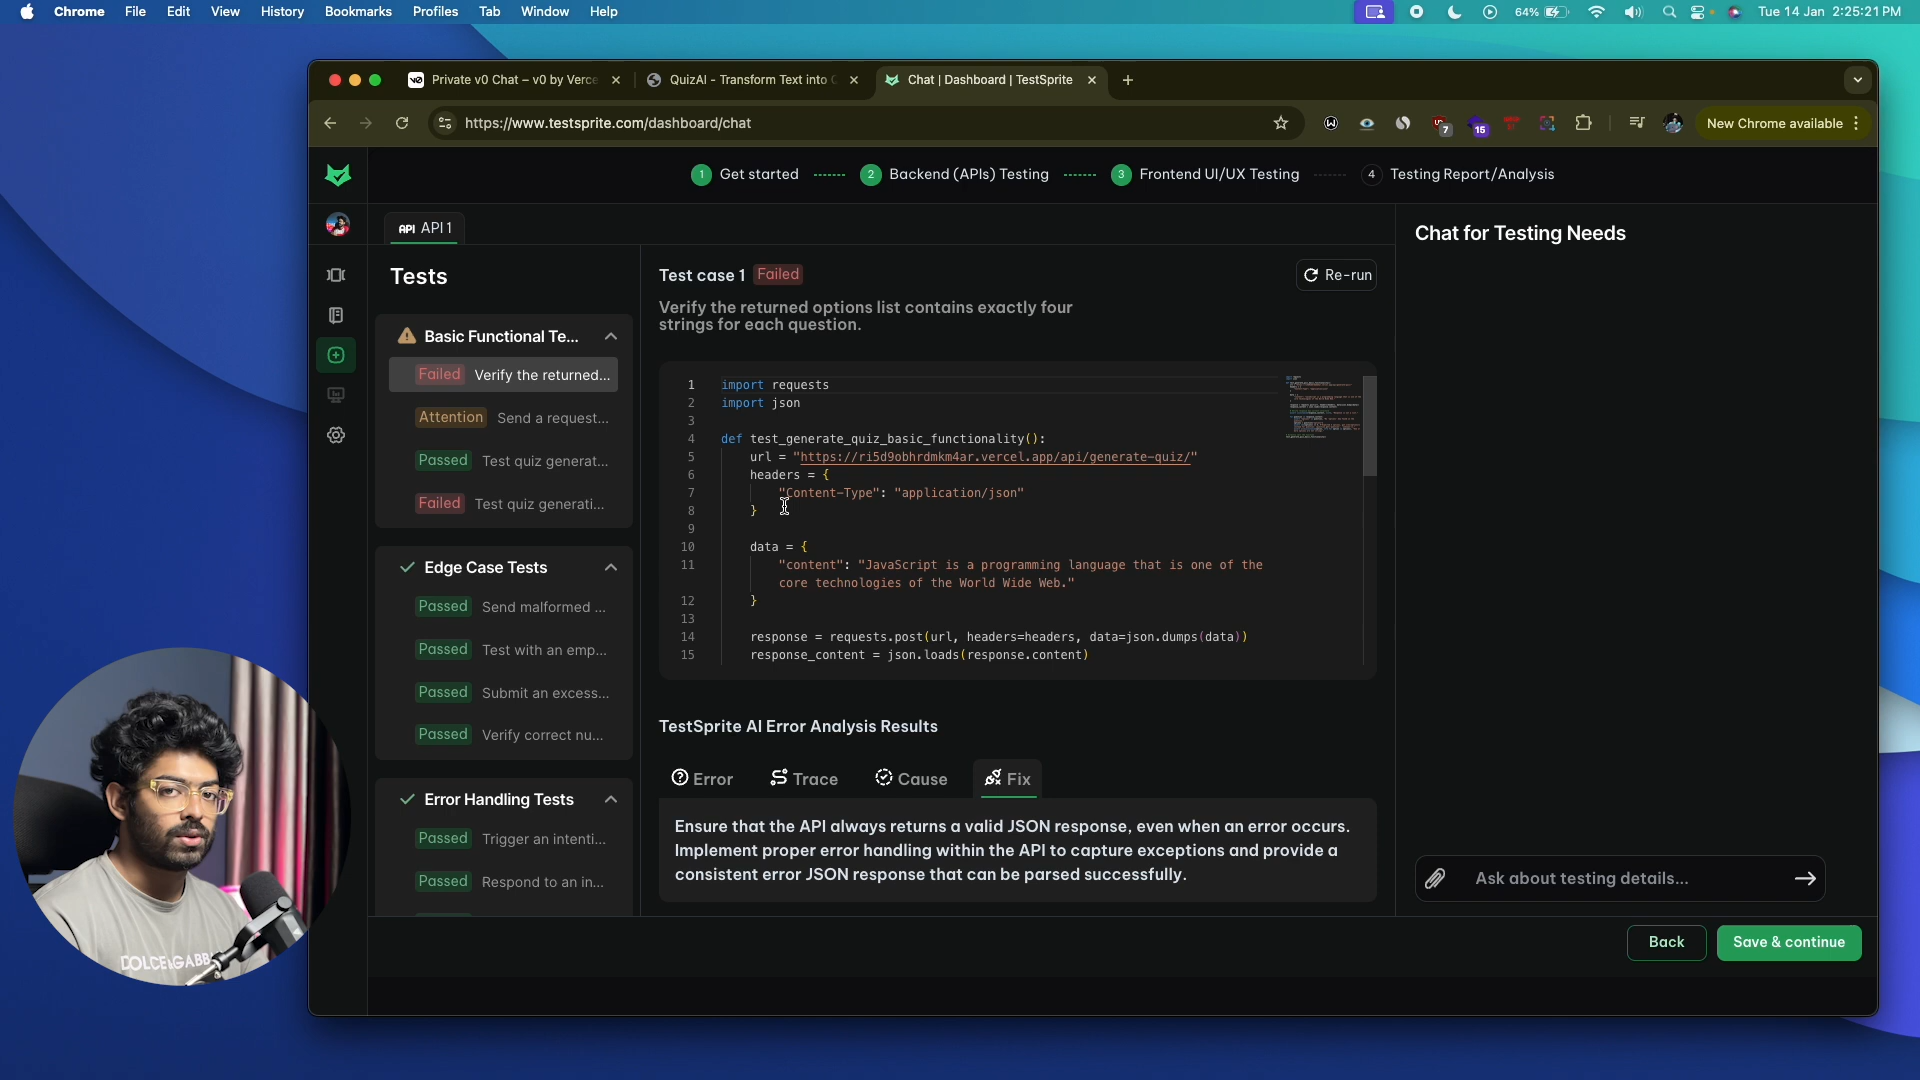 Chrome File Edit View History Bookmarks Profiles Tab Window Help 64% Tue 14 Jan 2:25:21 PM
Private v0 Chat – v0 by Verce
QuizAI - Transform Text into
Chat | Dashboard | TestSprite
https://www.testsprite.com/dashboard/chat
7
15
New Chrome available
1 Get started
2 Backend (APIs) Testing
3 Frontend UI/UX Testing
4 Testing Report/Analysis
API API 1
Tests
Basic Functional Te...
Failed Verify the returned...
Attention Send a request...
Passed Test quiz generat...
Failed Test quiz generati...
Edge Case Tests
Passed Send malformed ...
Passed Test with an emp...
Passed Submit an excess...
Passed Verify correct nu...
Error Handling Tests
Passed Trigger an intenti...
Passed Respond to an in...
Test case 1 Failed
Re-run
Verify the returned options list contains exactly four
strings for each question.
1 import requests
2 import json
3
4 def test_generate_quiz_basic_functionality():
5 url = "https://ri5d9obhrdmkm4ar.vercel.app/api/generate-quiz/"
6 headers = {
7 "Content-Type": "application/json"
8 }
9
10 data = {
11 "content": "JavaScript is a programming language that is one of the
core technologies of the World Wide Web."
12 }
13
14 response = requests.post(url, headers=headers, data=json.dumps(data))
15 response_content = json.loads(response.content)
TestSprite AI Error Analysis Results
Error Trace Cause Fix
Ensure that the API always returns a valid JSON response, even when an error occurs.
Implement proper error handling within the API to capture exceptions and provide a
consistent error JSON response that can be parsed successfully.
Chat for Testing Needs
Ask about testing details...
Back
Save & continue
DOLCE&GABB